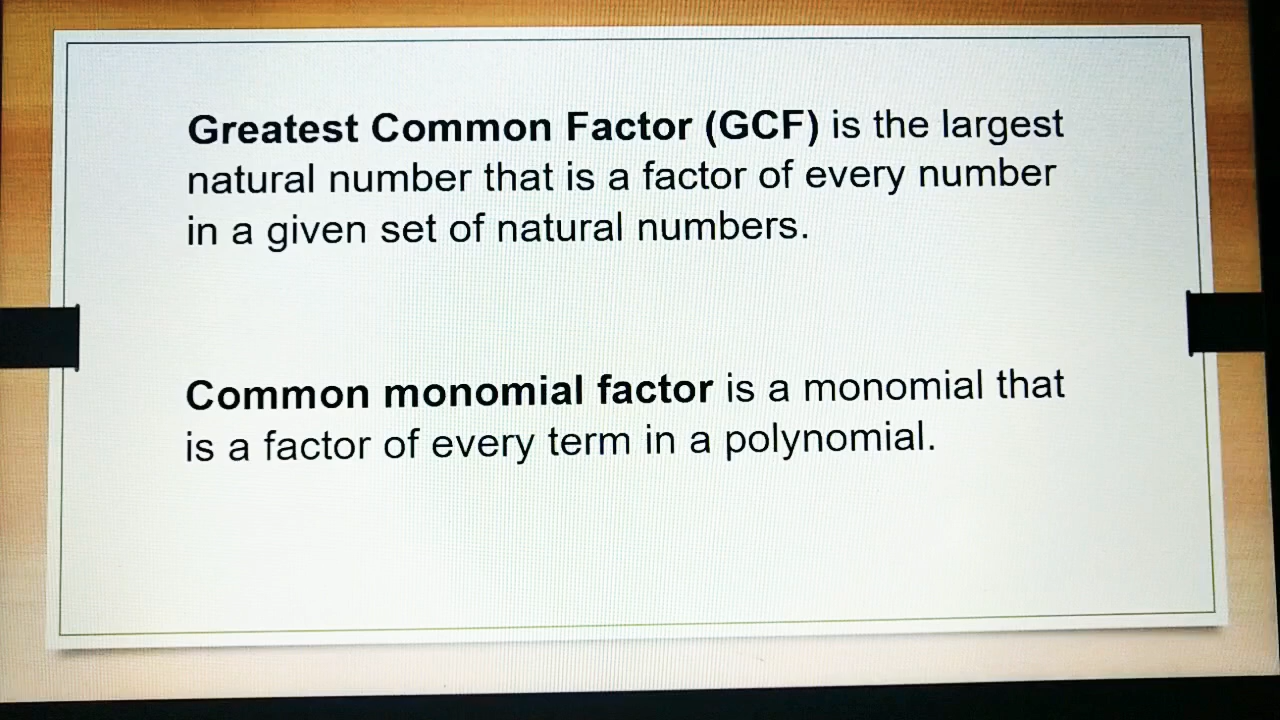 Greatest Common Factor (GCF) is the largest
natural number that is a factor of every number
in a given set of natural numbers.
Common monomial factor is a monomial that
is a factor of every term in a polynomial.